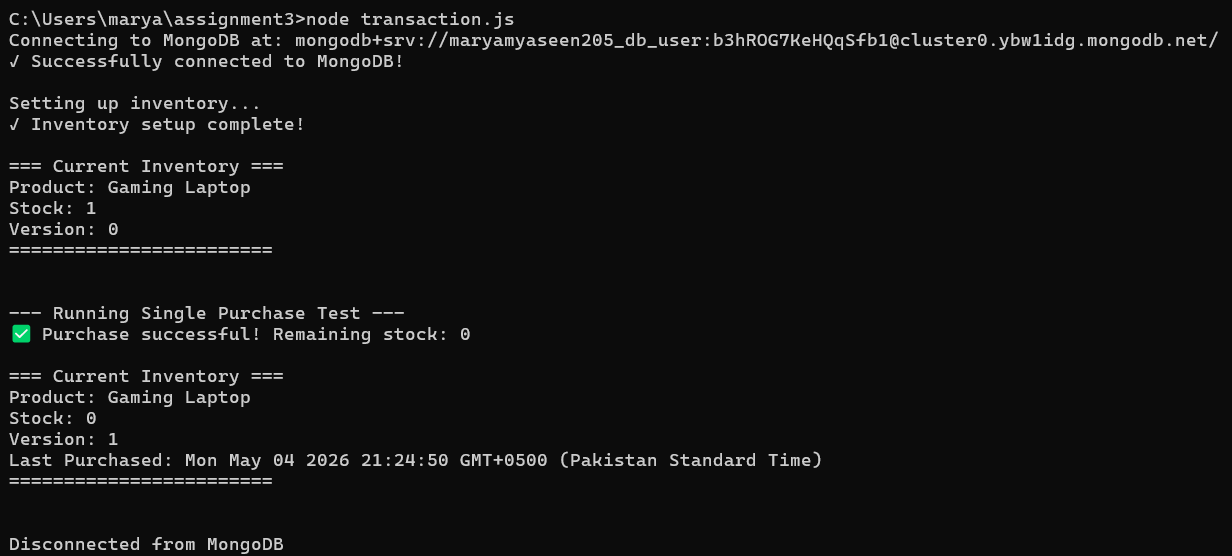 C:\Users\marya\assignment3>node transaction.js
Connecting to MongoDB at: mongodb+srv://maryamyaseen205_db_user:b3hROG7KeHQqSfb1@cluster0.ybw1idg.mongodb.net/
✓ Successfully connected to MongoDB!
Setting up inventory...
✓ Inventory setup complete!
=== Current Inventory ===
Product: Gaming Laptop
Stock: 1
Version: 0
========================
--- Running Single Purchase Test ---
✅ Purchase successful! Remaining stock: 0
=== Current Inventory ===
Product: Gaming Laptop
Stock: 0
Version: 1
Last Purchased: Mon May 04 2026 21:24:50 GMT+0500 (Pakistan Standard Time)
========================
Disconnected from MongoDB